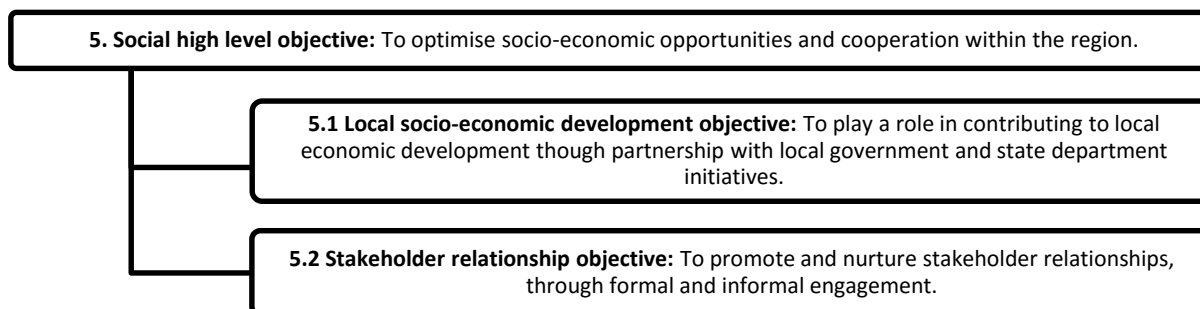 5. Social high level objective: To optimise socio-economic opportunities and cooperation within the region.
5.1 Local socio-economic development objective: To play a role in contributing to local
economic development though partnership with local government and state department
initiatives.
5.2 Stakeholder relationship objective: To promote and nurture stakeholder relationships,
through formal and informal engagement.